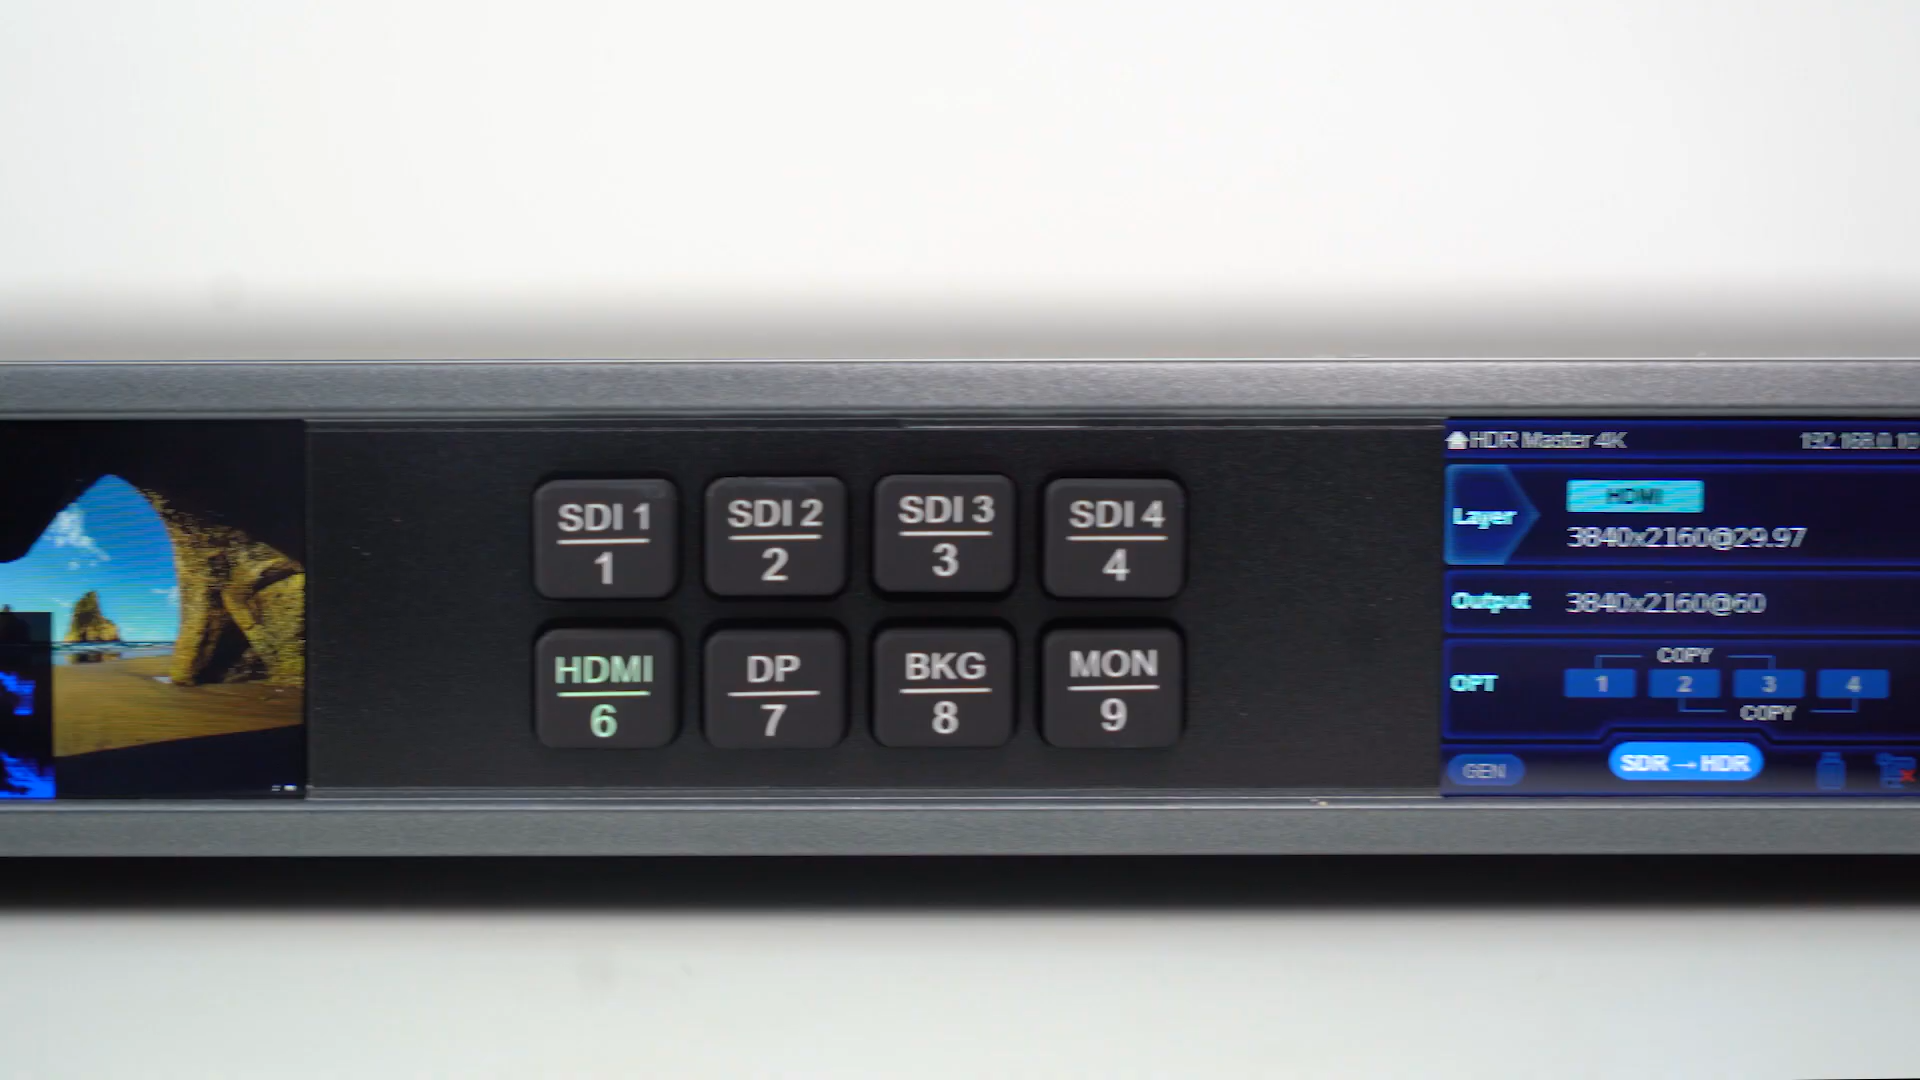 SDI 1
1
SDI 2
2
SDI 3
3
SDI 4
4
HDMI
6
DP
7
BKG
8
MON
9
HDR Master 4K
Layer
HDMI
3840x2160@29.97
Output
3840x2160@60
OPT
COPY
1 2 3 4
COPY
GEN
SDR → HDR